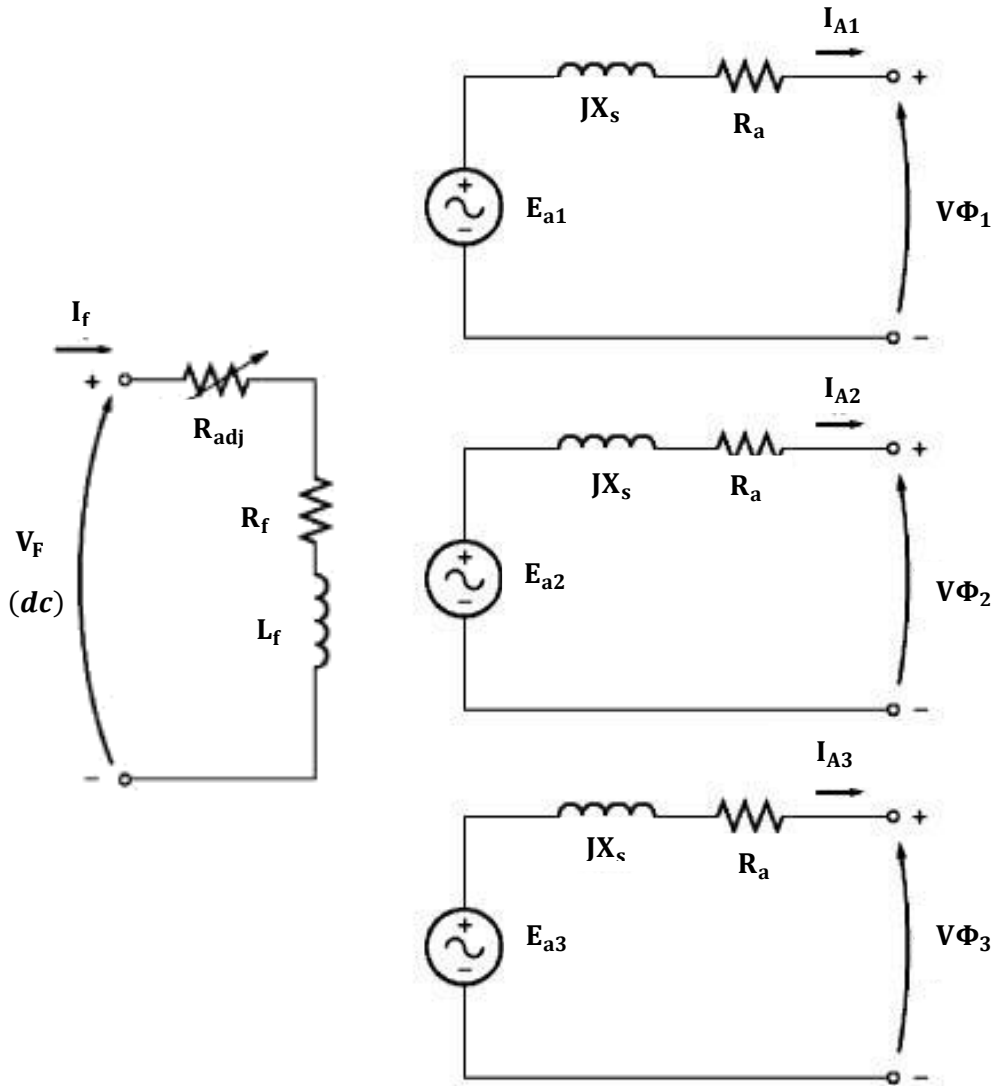 I_A1
+
JX_s
R_a
+
E_a1
−
VΦ_1
−
I_f
+
R_adj
R_f
V_F
(dc)
L_f
−
I_A2
+
JX_s
R_a
+
E_a2
−
VΦ_2
−
I_A3
+
JX_s
R_a
+
E_a3
−
VΦ_3
−